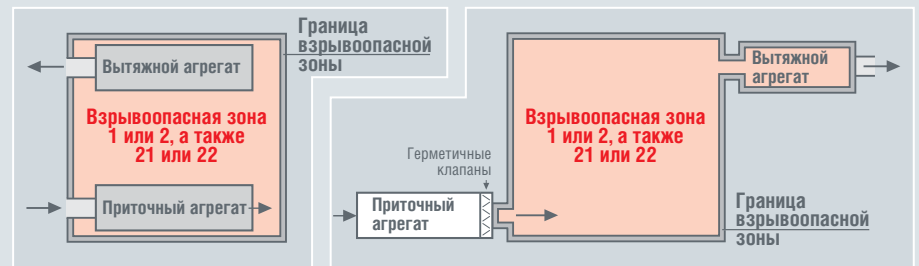 Граница
взрывоопасной
зоны
Вытяжной агрегат
Взрывоопасная зона
1 или 2, а также
21 или 22
Приточный агрегат
Вытяжной
агрегат
Взрывоопасная зона
1 или 2, а также
21 или 22
Герметичные
клапаны
Приточный
агрегат
Граница
взрывоопасной
зоны